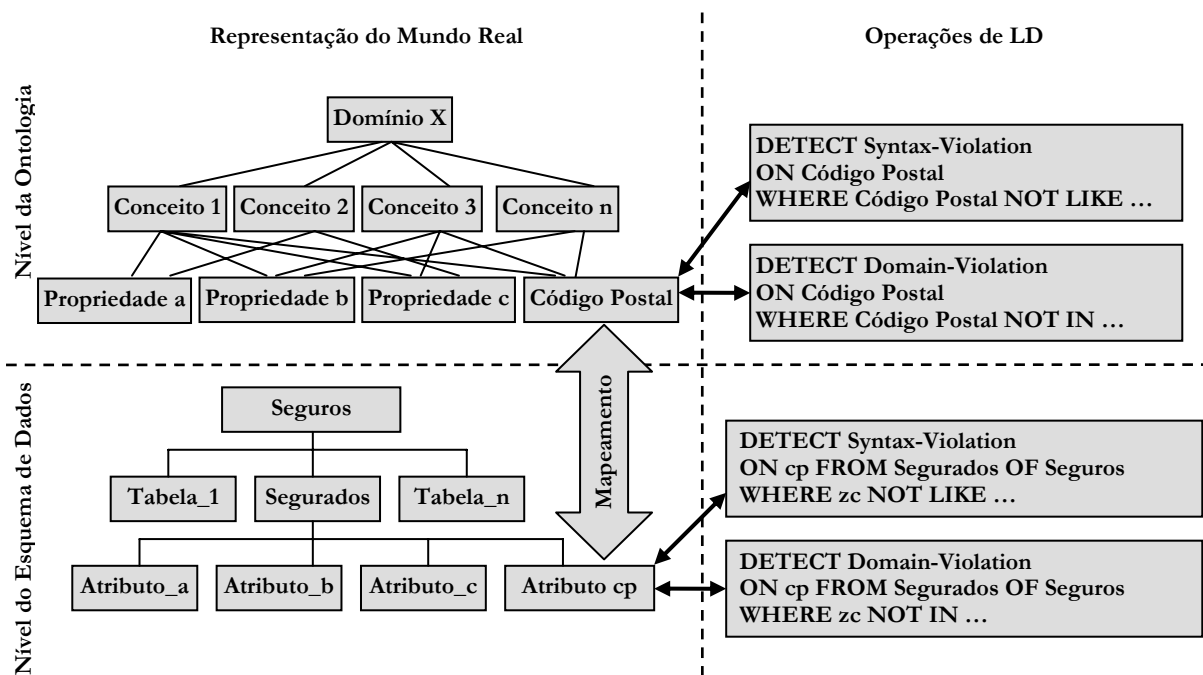 Representação do Mundo Real
Operações de LD
Nível da Ontologia
Domínio X
Conceito 1
Conceito 2
Conceito 3
Conceito n
Propriedade a
Propriedade b
Propriedade c
Código Postal
DETECT Syntax-Violation
ON Código Postal
WHERE Código Postal NOT LIKE …
DETECT Domain-Violation
ON Código Postal
WHERE Código Postal NOT IN …
Mapeamento
Nível do Esquema de Dados
Seguros
Tabela_1
Segurados
Tabela_n
Atributo_a
Atributo_b
Atributo_c
Atributo cp
DETECT Syntax-Violation
ON cp FROM Segurados OF Seguros
WHERE zc NOT LIKE …
DETECT Domain-Violation
ON cp FROM Segurados OF Seguros
WHERE zc NOT IN …